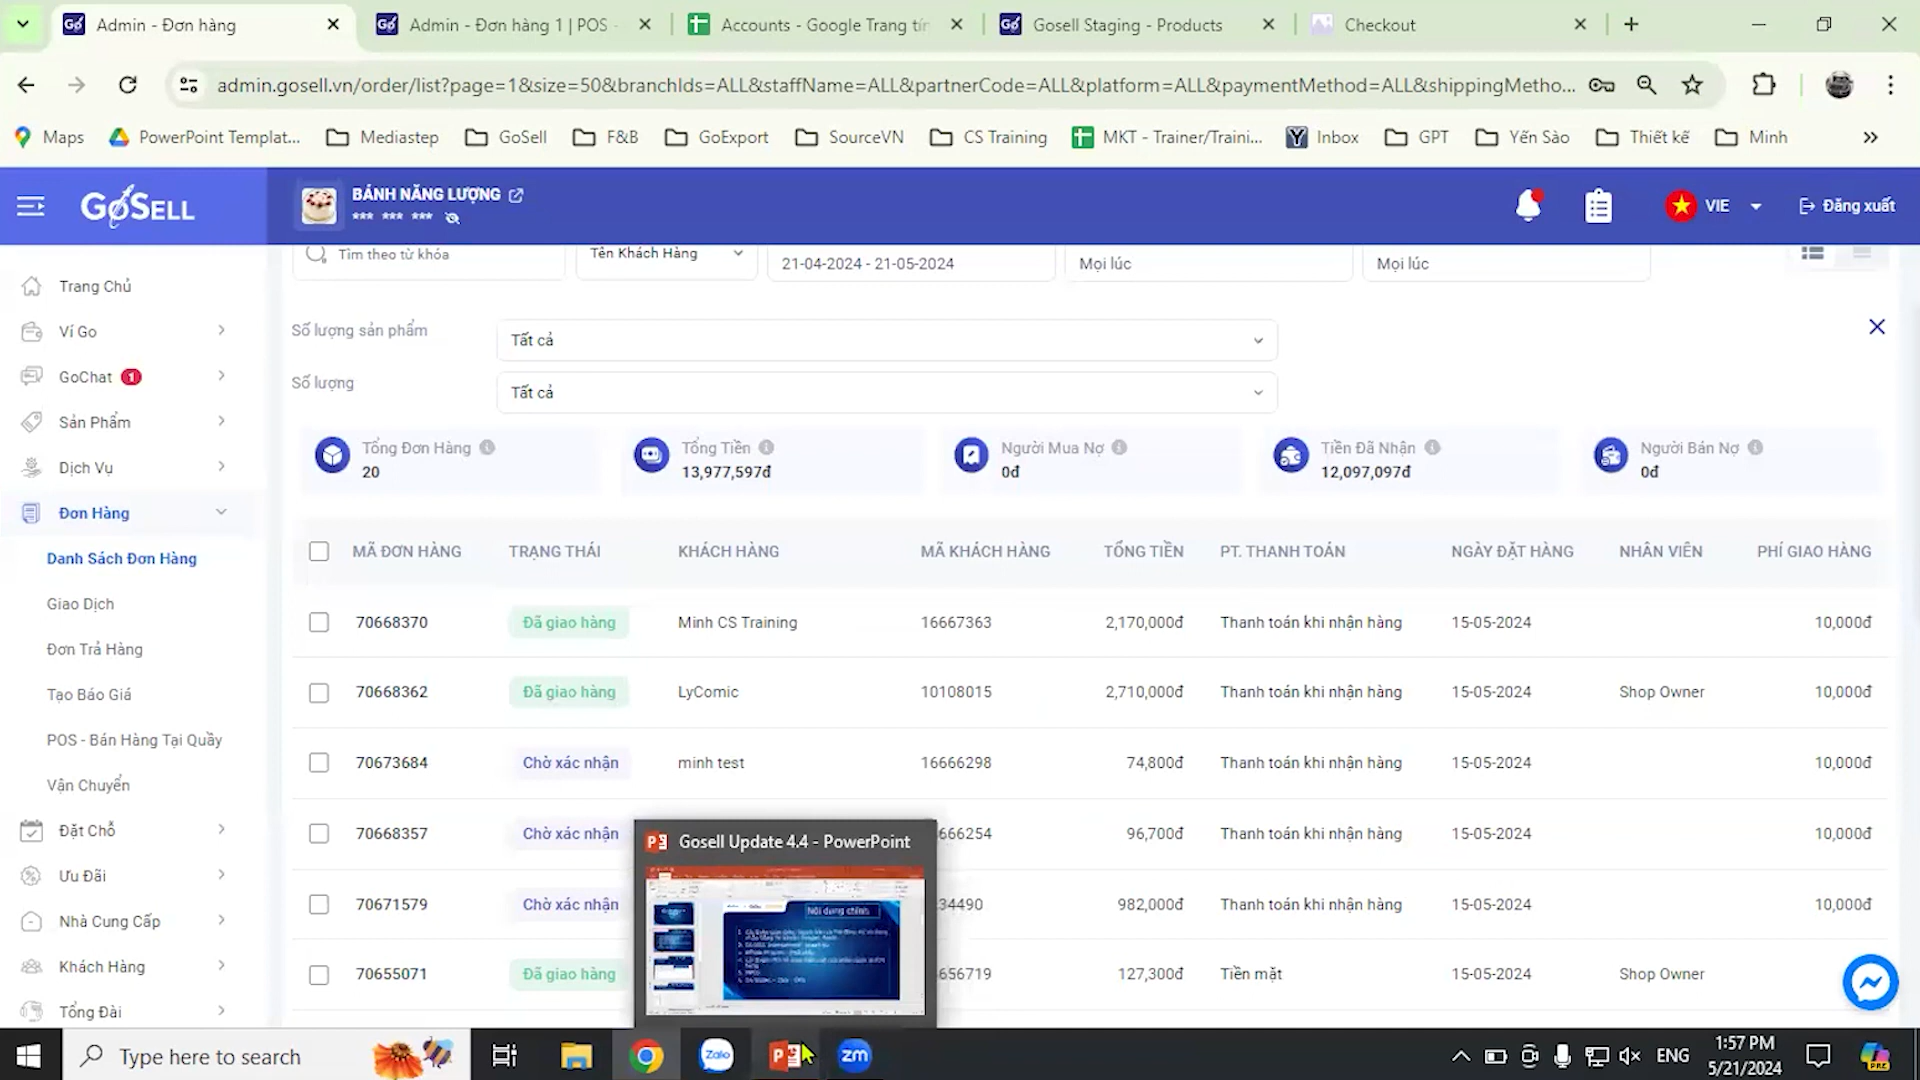 Admin - Đơn hàng
Admin - Đơn hàng 1 | POS -
Accounts - Google Trang tín
Gosell Staging - Products
Checkout
admin.gosell.vn/order/list?page=1&size=50&branchIds=ALL&staffName=ALL&partnerCode=ALL&platform=ALL&paymentMethod=ALL&shippingMetho...
Maps
PowerPoint Templat...
Mediastep
GoSell
F&B
GoExport
SourceVN
CS Training
MKT - Trainer/Traini...
Inbox
GPT
Yến Sào
Thiết kế
Minh
GOSELL
BÁNH NĂNG LƯỢNG
*** *** ***
VIE
Đăng xuất
Trang Chủ
Ví Go
GoChat 1
Sản Phẩm
Dịch Vụ
Đơn Hàng
Danh Sách Đơn Hàng
Giao Dịch
Đơn Trả Hàng
Tạo Báo Giá
POS - Bán Hàng Tại Quầy
Vận Chuyển
Đặt Chỗ
Ưu Đãi
Nhà Cung Cấp
Khách Hàng
Tổng Đài
Tìm theo từ khóa
Tên Khách Hàng
21-04-2024 - 21-05-2024
Mọi lúc
Mọi lúc
Số lượng sản phẩm
Tất cả
Số lượng
Tất cả
Tổng Đơn Hàng
20
Tổng Tiền
13,977,597đ
Người Mua Nợ
0đ
Tiền Đã Nhận
12,097,097đ
Người Bán Nợ
0đ
MÃ ĐƠN HÀNG TRẠNG THÁI KHÁCH HÀNG MÃ KHÁCH HÀNG TỔNG TIỀN PT. THANH TOÁN NGÀY ĐẶT HÀNG NHÂN VIÊN PHÍ GIAO HÀNG
70668370 Đã giao hàng Minh CS Training 16667363 2,170,000đ Thanh toán khi nhận hàng 15-05-2024 10,000đ
70668362 Đã giao hàng LyComic 10108015 2,710,000đ Thanh toán khi nhận hàng 15-05-2024 Shop Owner 10,000đ
70673684 Chờ xác nhận minh test 16666298 74,800đ Thanh toán khi nhận hàng 15-05-2024 10,000đ
70668357 Chờ xác nhận 666254 96,700đ Thanh toán khi nhận hàng 15-05-2024 10,000đ
70671579 Chờ xác nhận 34490 982,000đ Thanh toán khi nhận hàng 15-05-2024 10,000đ
70655071 Đã giao hàng 656719 127,300đ Tiền mặt 15-05-2024 Shop Owner
Gosell Update 4.4 - PowerPoint
Nội dung chính
Type here to search
Zalo
zm
ENG
1:57 PM
5/21/2024
PRE